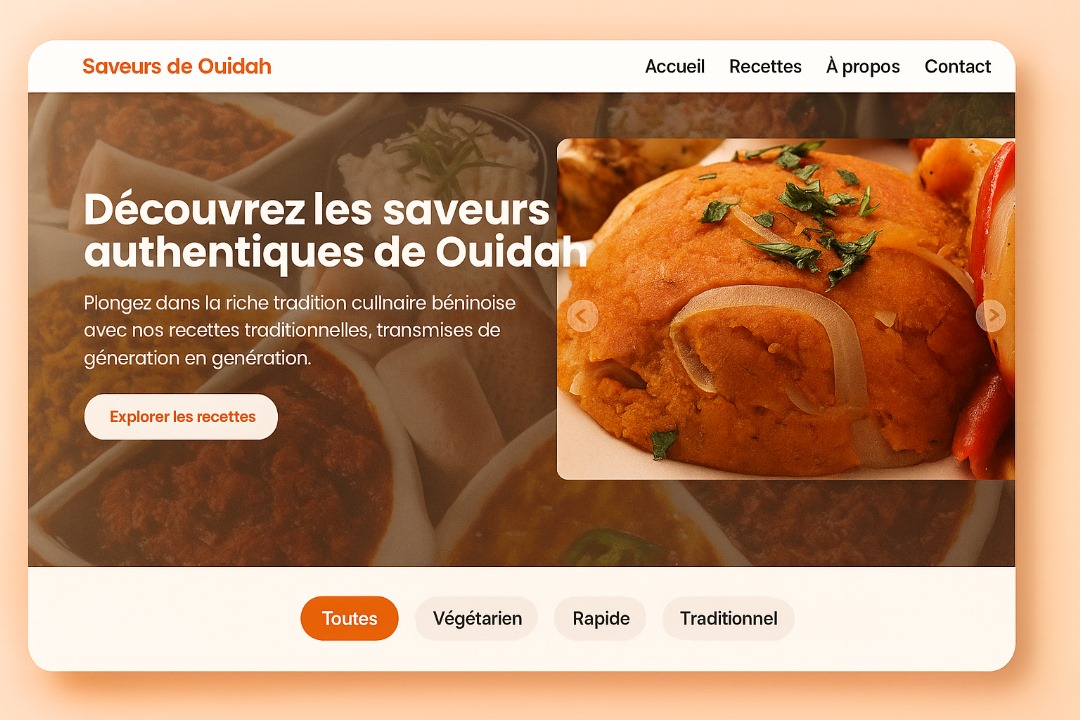 Saveurs de Ouidah
Accueil Recettes À propos Contact
Découvrez les saveurs
authentiques de Ouidah
Plongez dans la riche tradition cullnaire béninoise
avec nos recettes traditionnelles, transmises de
géneration en genération.
Explorer les recettes
Toutes Végétarien Rapide Traditionnel